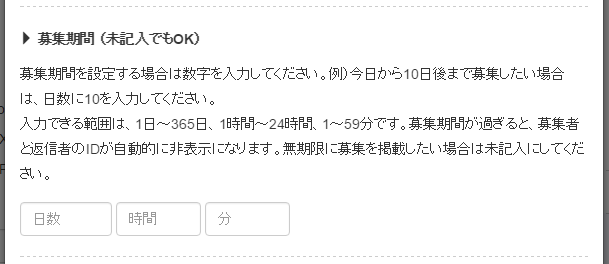 募集期間（未記入でもOK）
募集期間を設定する場合は数字を入力してください。例）今日から10日後まで募集したい場合
は、日数に10を入力してください。
入力できる範囲は、1日～365日、1時間～24時間、1～59分です。募集期間が過ぎると、募集者
と返信者のIDが自動的に非表示になります。無期限に募集を掲載したい場合は未記入にしてくだ
さい。
日数 時間 分